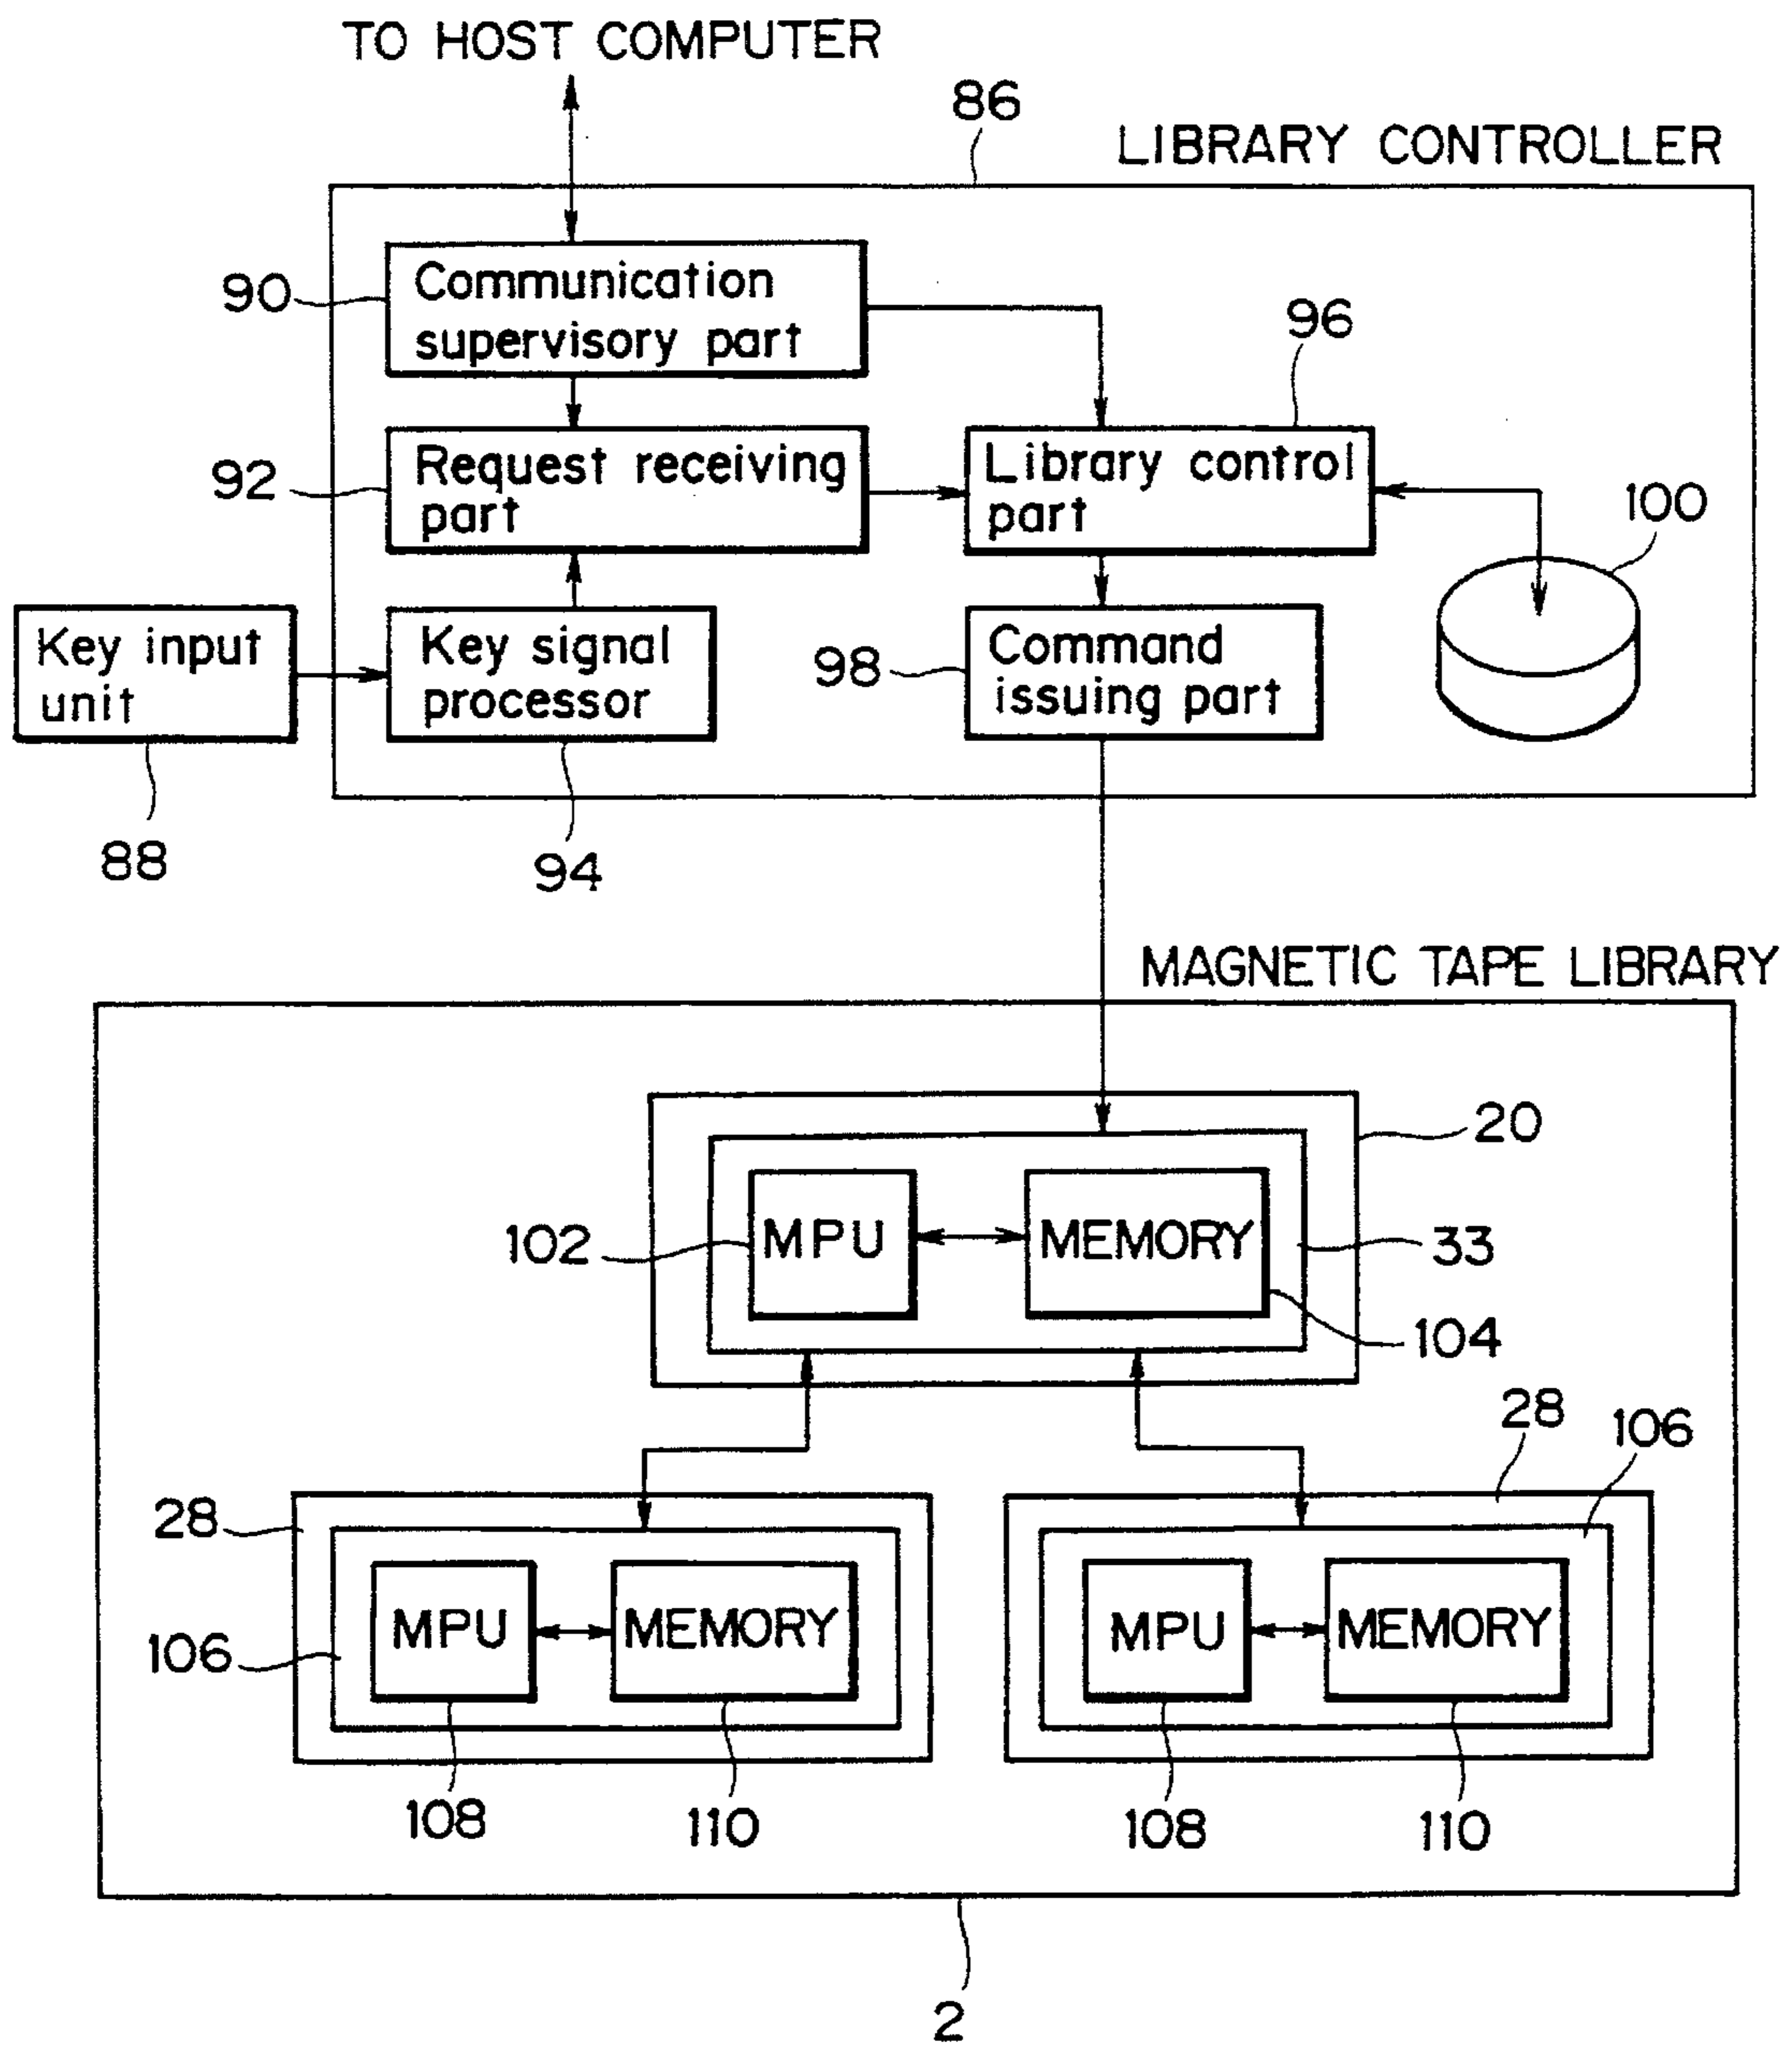 TO HOST COMPUTER
86
LIBRARY CONTROLLER
90
Communication
supervisory part
96
92
Request receiving
part
Library control
part
100
Key input
unit
Key signal
processor
98
Command
issuing part
88
94
MAGNETIC TAPE LIBRARY
20
102
MPU
MEMORY
33
104
28
106
28
MPU
MEMORY
106
MPU
MEMORY
108
110
108
110
2